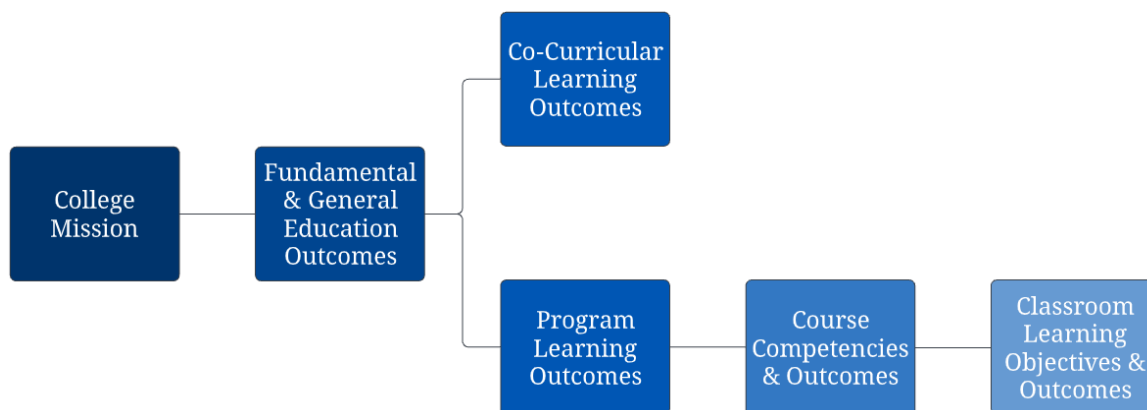 Co-Curricular
Learning
Outcomes
College
Mission
Fundamental
& General
Education
Outcomes
Program
Learning
Outcomes
Course
Competencies
& Outcomes
Classroom
Learning
Objectives &
Outcomes